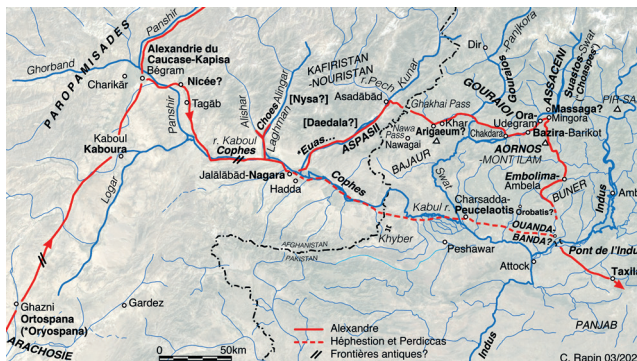 PAROPAMISADES
Ghorband
Charikâr
Alexandrie du
Caucase-Kapisa
Bégram
Nicée?
Tagâb
Panjshir
Kaboul
Kaboura
Logar
Ghazni
Ortospana
(*Oryospana)
ARACHOSIE
Gardez
r. Kaboul
Cophes
Choes
Alishar
Alingar
Laghman
KAFIRISTAN
-NOURISTAN
[Nysa?]
[Daedala?]
*Euas...
ASPASII
r. Pech
Kunar
Asadâbâd
Jalâlâbâd-Nagara
Hadda
Cophes
Dir
Panjkora
Gouraios
GOURAIOI
Ghakhai Pass
Nawa
Pass
Nawagai
Arigaeum?
Khar
BAJAUR
Chakdara
Swat
ASSACENI
Suastos-Swat
("Choaspes")
Ora-
Udegram
Massaga?
Mingora
Bazira-Barikot
AORNOS
-MONT ILAM
PIR-SA
Embolima-
Ambela
BUNER
Indus
Amb
Kabul r.
Charsadda-
Peucelaotis
Orobatis?
OUANDA-
BANDA?
Pont de l'Indu
Taxila
Khyber
Peshawar
Attock
Indus
PANJAB
AFGHANISTAN
PAKISTAN
0
50km
Alexandre
Héphestion et Perdiccas
Frontières antiques?
C. Rapin 03/202